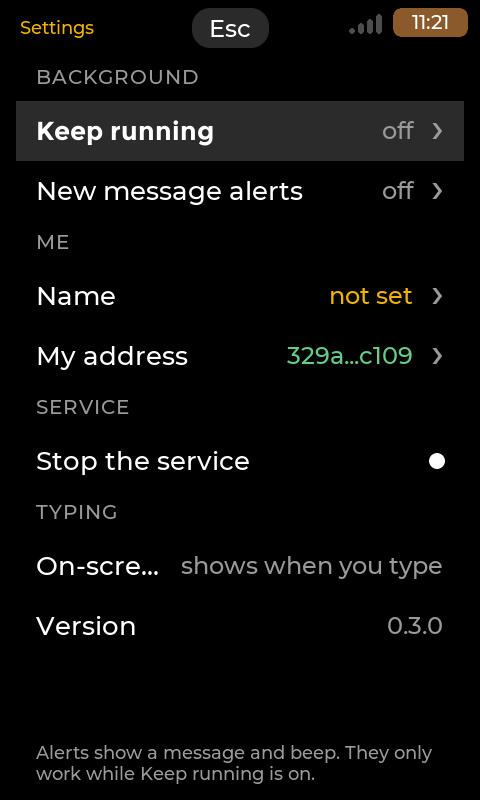 Settings
Esc
11:21
BACKGROUND
Keep running off
New message alerts off
ME
Name not set
My address 329a...c109
SERVICE
Stop the service
TYPING
On-scre... shows when you type
Version 0.3.0
Alerts show a message and beep. They only
work while Keep running is on.